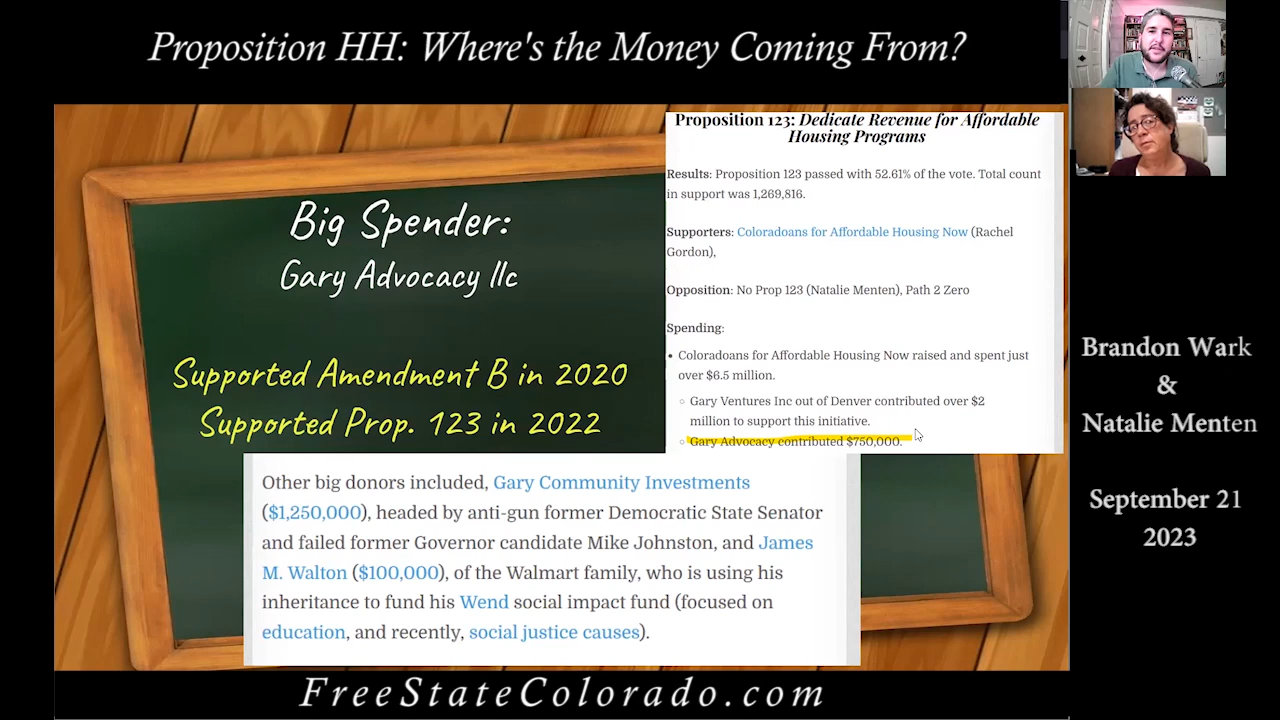 Proposition HH: Where's the Money Coming From?
Big Spender:
Gary Advocacy llc
Supported Amendment B in 2020
Supported Prop. 123 in 2022
Proposition 123: Dedicate Revenue for Affordable
Housing Programs
Results: Proposition 123 passed with 52.61% of the vote. Total count
in support was 1,269,816.
Supporters: Coloradoans for Affordable Housing Now (Rachel
Gordon),
Opposition: No Prop 123 (Natalie Menten), Path 2 Zero
Spending:
• Coloradoans for Affordable Housing Now raised and spent just
over $6.5 million.
○ Gary Ventures Inc out of Denver contributed over $2
million to support this initiative.
○ Gary Advocacy contributed $750,000.
Other big donors included, Gary Community Investments
($1,250,000), headed by anti-gun former Democratic State Senator
and failed former Governor candidate Mike Johnston, and James
M. Walton ($100,000), of the Walmart family, who is using his
inheritance to fund his Wend social impact fund (focused on
education, and recently, social justice causes).
Brandon Wark
&
Natalie Menten
September 21
2023
FreeStateColorado.com